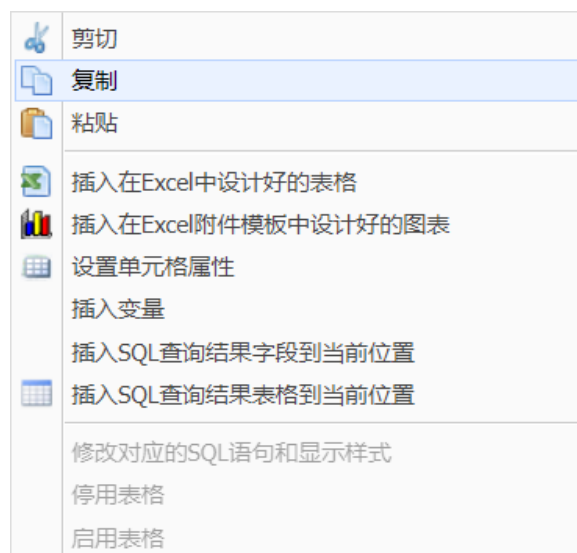 剪切
复制
粘贴
插入在Excel中设计好的表格
插入在Excel附件模板中设计好的图表
设置单元格属性
插入变量
插入SQL查询结果字段到当前位置
插入SQL查询结果表格到当前位置
修改对应的SQL语句和显示样式
停用表格
启用表格